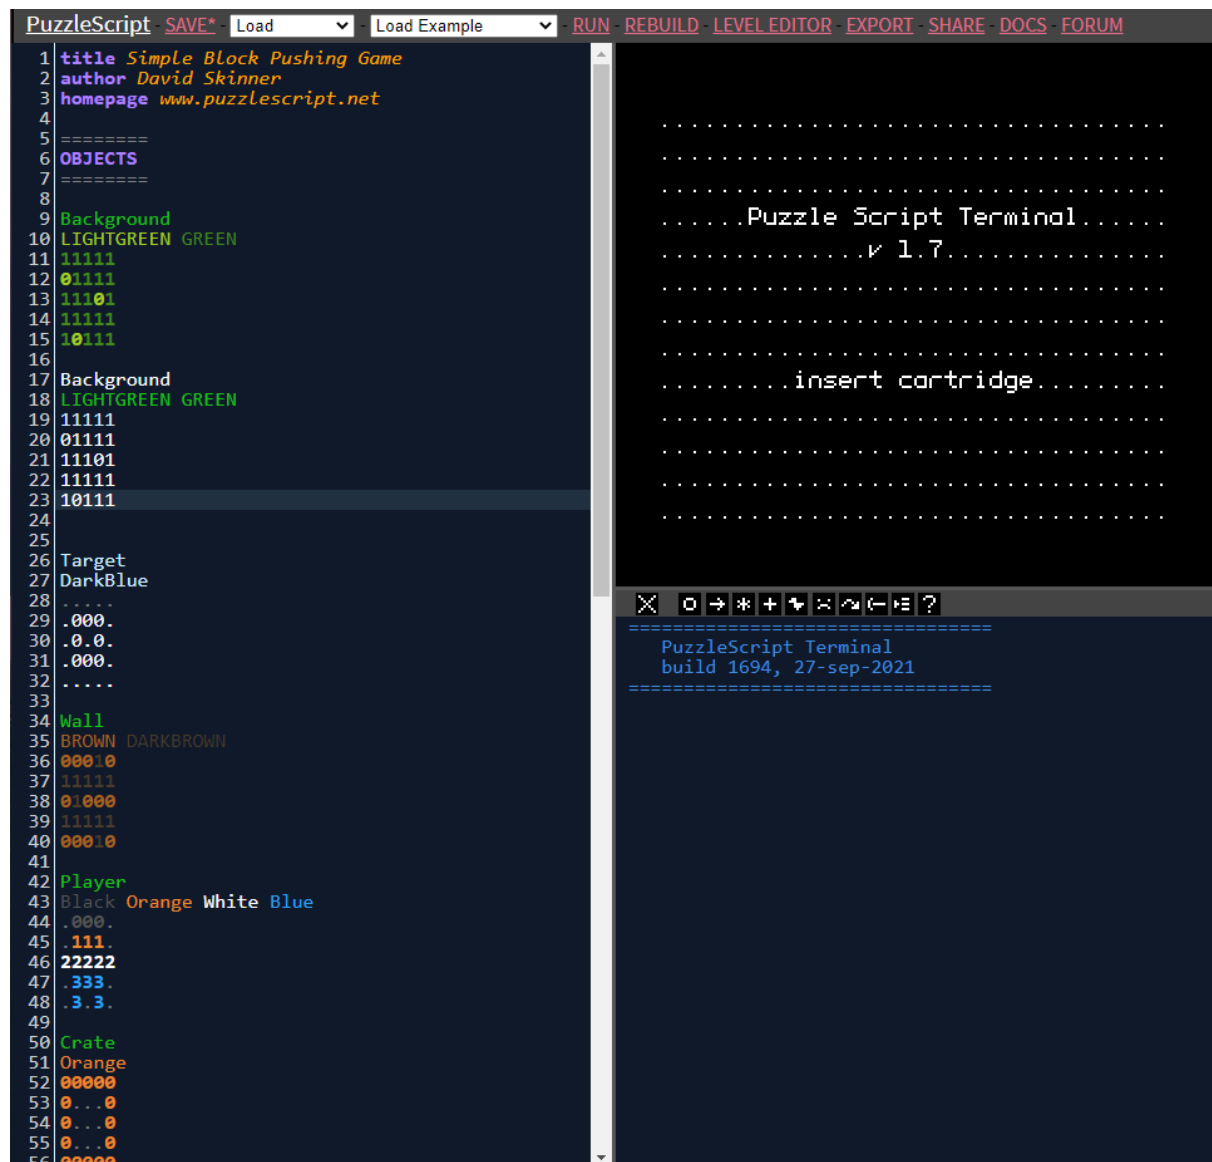 PuzzleScript - SAVE* - Load - Load Example - RUN - REBUILD - LEVEL EDITOR - EXPORT - SHARE - DOCS - FORUM
1 title Simple Block Pushing Game
2 author David Skinner
3 homepage www.puzzlescript.net
4
5 ========
6 OBJECTS
7 ========
8
9 Background
10 LIGHTGREEN GREEN
11 11111
12 01111
13 11101
14 11111
15 10111
16
17 Background
18 LIGHTGREEN GREEN
19 11111
20 01111
21 11101
22 11111
23 10111
24
25
26 Target
27 DarkBlue
28 .....
29 .000.
30 .0.0.
31 .000.
32 .....
33
34 Wall
35 BROWN DARKBROWN
36 00010
37 11111
38 01000
39 11111
40 00010
41
42 Player
43 Black Orange White Blue
44 .000.
45 .111.
46 22222
47 .333.
48 .3.3.
49
50 Crate
51 Orange
52 00000
53 0...0
54 0...0
55 0...0
56 00000
..................................
..................................
..................................
......Puzzle Script Terminal......
..............v 1.7...............
..................................
..................................
..................................
.........insert cartridge.........
..................................
..................................
..................................
..................................
=================================
PuzzleScript Terminal
build 1694, 27-sep-2021
=================================